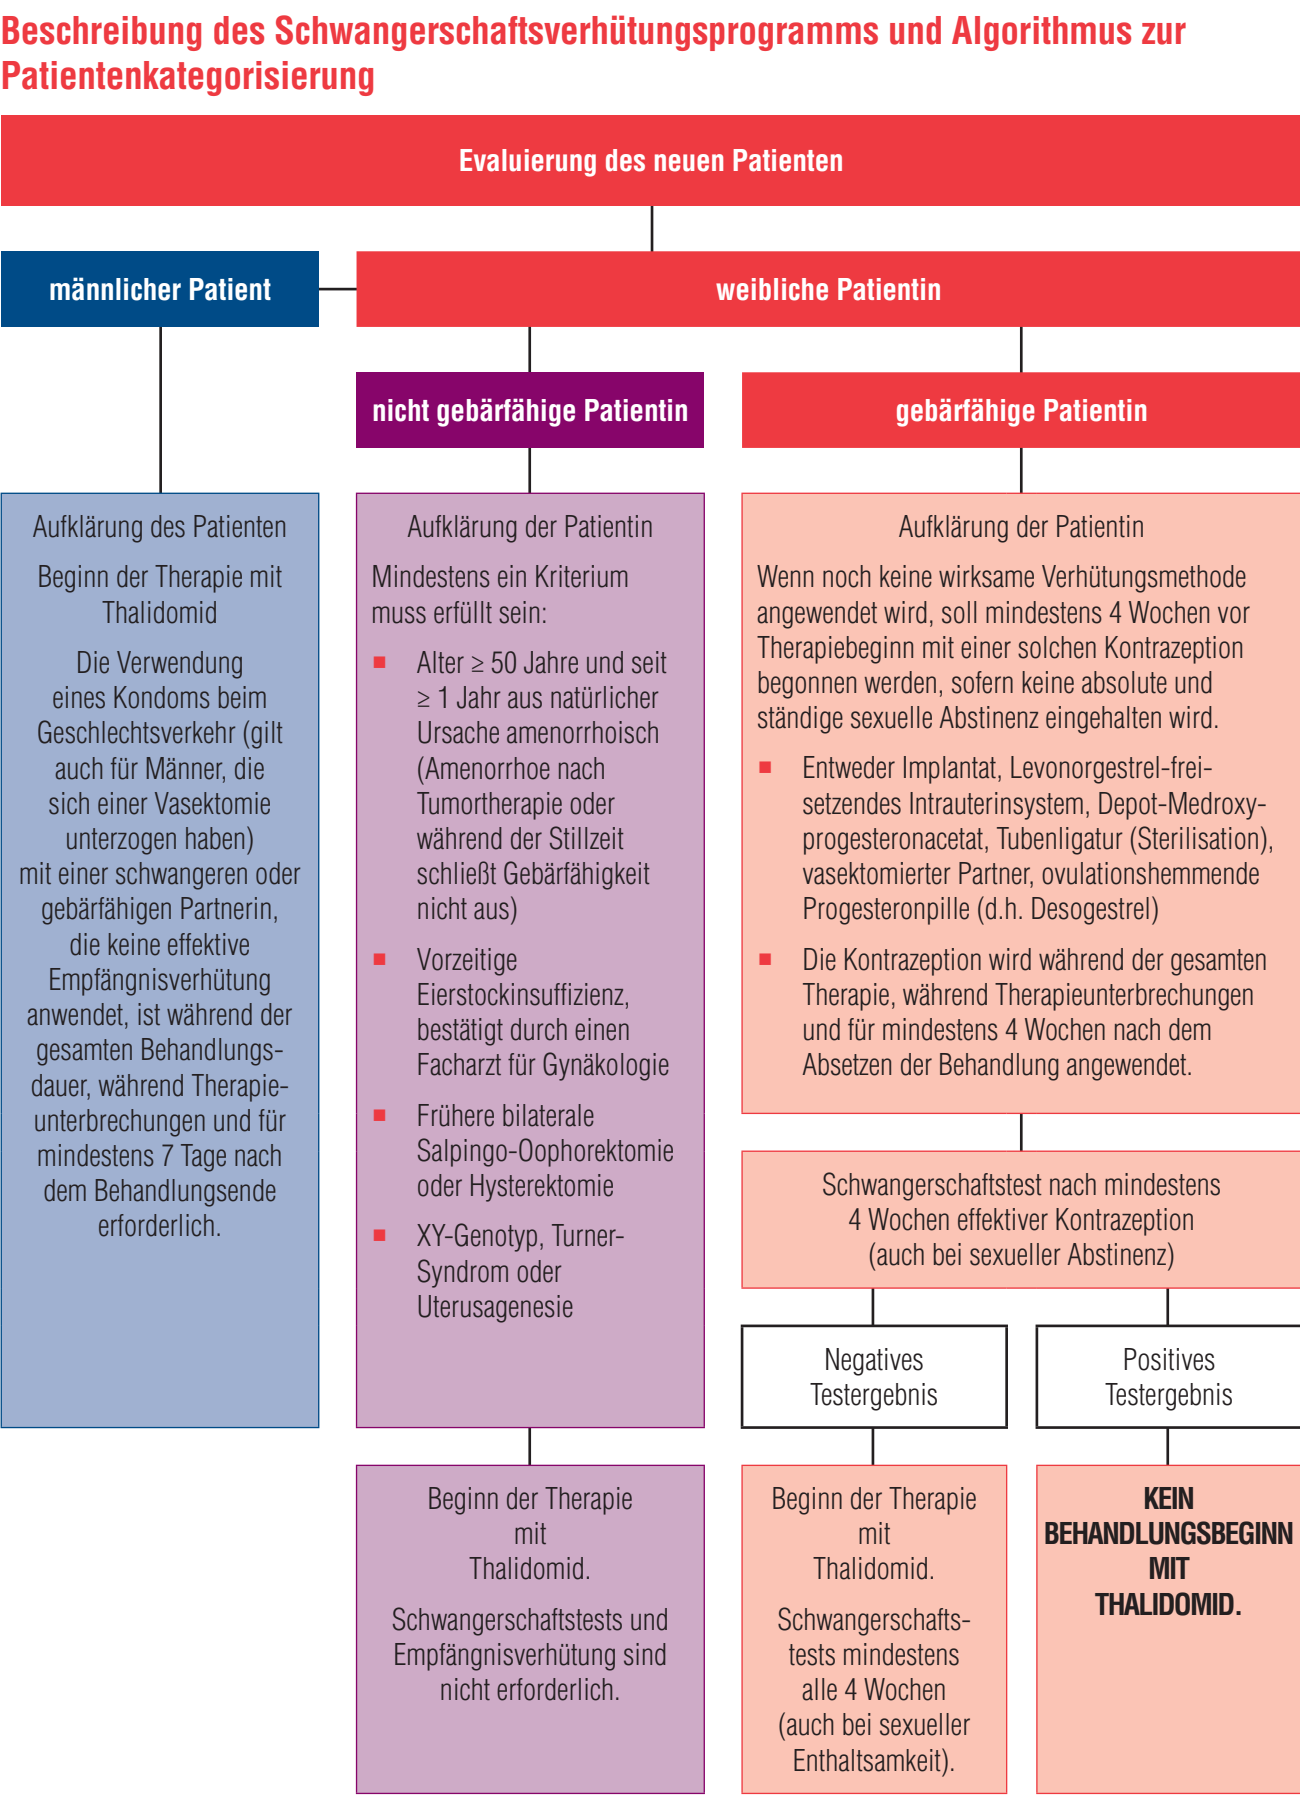 Beschreibung des Schwangerschaftsverhütungsprogramms und Algorithmus zur
Patientenkategorisierung
Evaluierung des neuen Patienten
männlicher Patient
weibliche Patientin
nicht gebärfähige Patientin
gebärfähige Patientin
Aufklärung des Patienten
Beginn der Therapie mit
Thalidomid
Die Verwendung
eines Kondoms beim
Geschlechtsverkehr (gilt
auch für Männer, die
sich einer Vasektomie
unterzogen haben)
mit einer schwangeren oder
gebärfähigen Partnerin,
die keine effektive
Empfängnisverhütung
anwendet, ist während der
gesamten Behandlungs-
dauer, während Therapie-
unterbrechungen und für
mindestens 7 Tage nach
dem Behandlungsende
erforderlich.
Aufklärung der Patientin
Mindestens ein Kriterium
muss erfüllt sein:
■ Alter ≥ 50 Jahre und seit
≥ 1 Jahr aus natürlicher
Ursache amenorrhoisch
(Amenorrhoe nach
Tumortherapie oder
während der Stillzeit
schließt Gebärfähigkeit
nicht aus)
■ Vorzeitige
Eierstockinsuffizienz,
bestätigt durch einen
Facharzt für Gynäkologie
■ Frühere bilaterale
Salpingo-Oophorektomie
oder Hysterektomie
■ XY-Genotyp, Turner-
Syndrom oder
Uterusagenesie
Beginn der Therapie
mit
Thalidomid.
Schwangerschaftstests und
Empfängnisverhütung sind
nicht erforderlich.
Aufklärung der Patientin
Wenn noch keine wirksame Verhütungsmethode
angewendet wird, soll mindestens 4 Wochen vor
Therapiebeginn mit einer solchen Kontrazeption
begonnen werden, sofern keine absolute und
ständige sexuelle Abstinenz eingehalten wird.
■ Entweder Implantat, Levonorgestrel-frei-
setzendes Intrauterinsystem, Depot-Medroxy-
progesteronacetat, Tubenligatur (Sterilisation),
vasektomierter Partner, ovulationshemmende
Progesteronpille (d.h. Desogestrel)
■ Die Kontrazeption wird während der gesamten
Therapie, während Therapieunterbrechungen
und für mindestens 4 Wochen nach dem
Absetzen der Behandlung angewendet.
Schwangerschaftstest nach mindestens
4 Wochen effektiver Kontrazeption
(auch bei sexueller Abstinenz)
Negatives
Testergebnis
Positives
Testergebnis
Beginn der Therapie
mit
Thalidomid.
Schwangerschafts-
tests mindestens
alle 4 Wochen
(auch bei sexueller
Enthaltsamkeit).
KEIN
BEHANDLUNGSBEGINN
MIT
THALIDOMID.